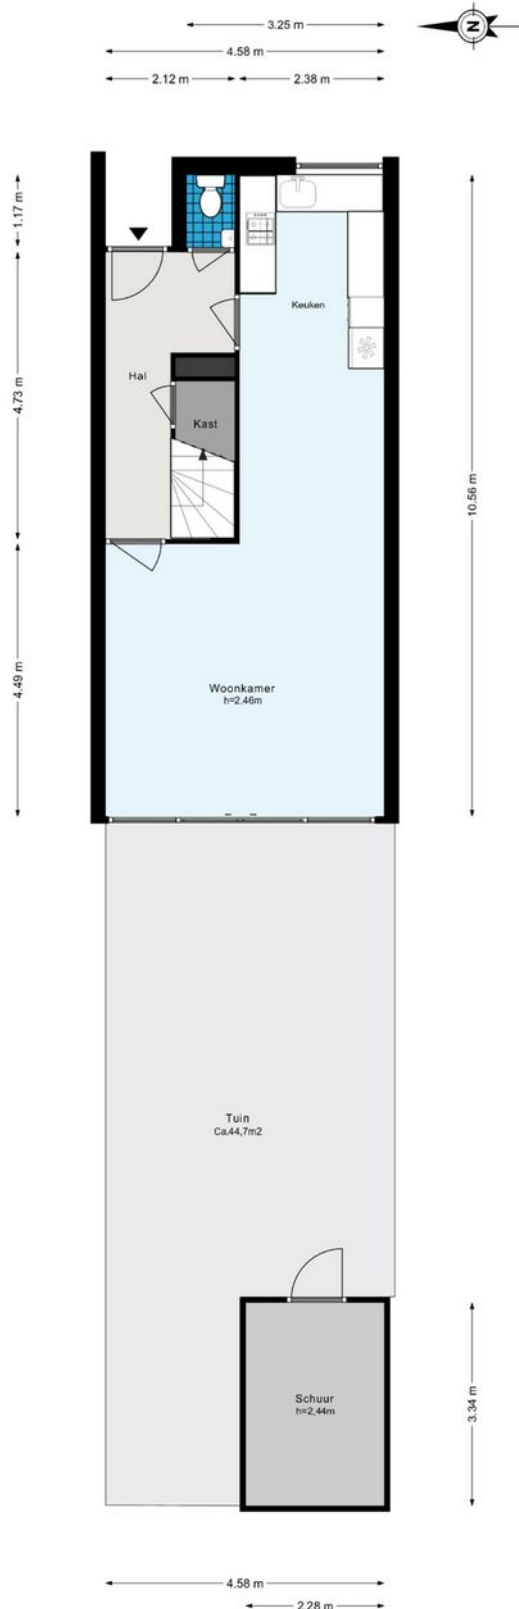 3.25 m
4.58 m
2.12 m
2.38 m
N
1.17 m
4.73 m
4.49 m
10.56 m
Keuken
Hal
Kast
Woonkamer
h=2,46m
Tuin
Ca.44,7m2
Schuur
h=2,44m
3.34 m
4.58 m
2.28 m